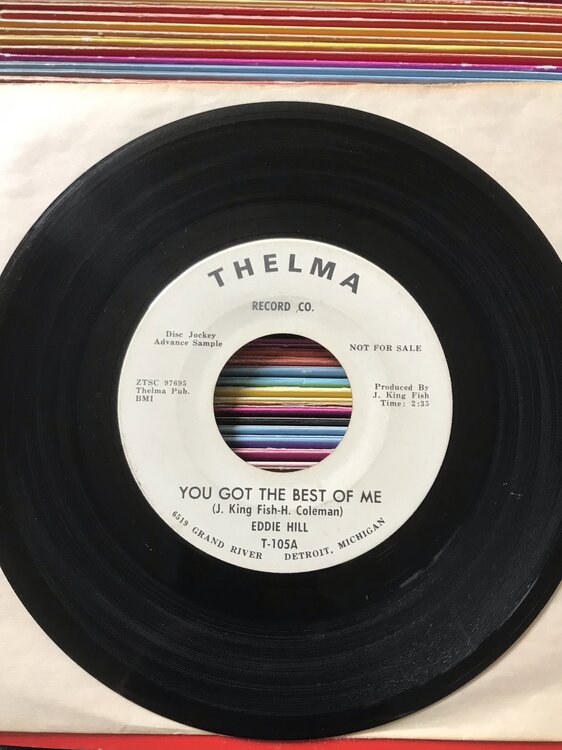 THELMA
RECORD CO.
Disc Jockey
Advance Sample
NOT FOR SALE
ZTSC 97695
Thelma Pub.
BMI
Produced By
J. King Fish
Time: 2:35
YOU GOT THE BEST OF ME
(J. King Fish-H. Coleman)
EDDIE HILL
T-105A
6519 GRAND RIVER DETROIT, MICHIGAN